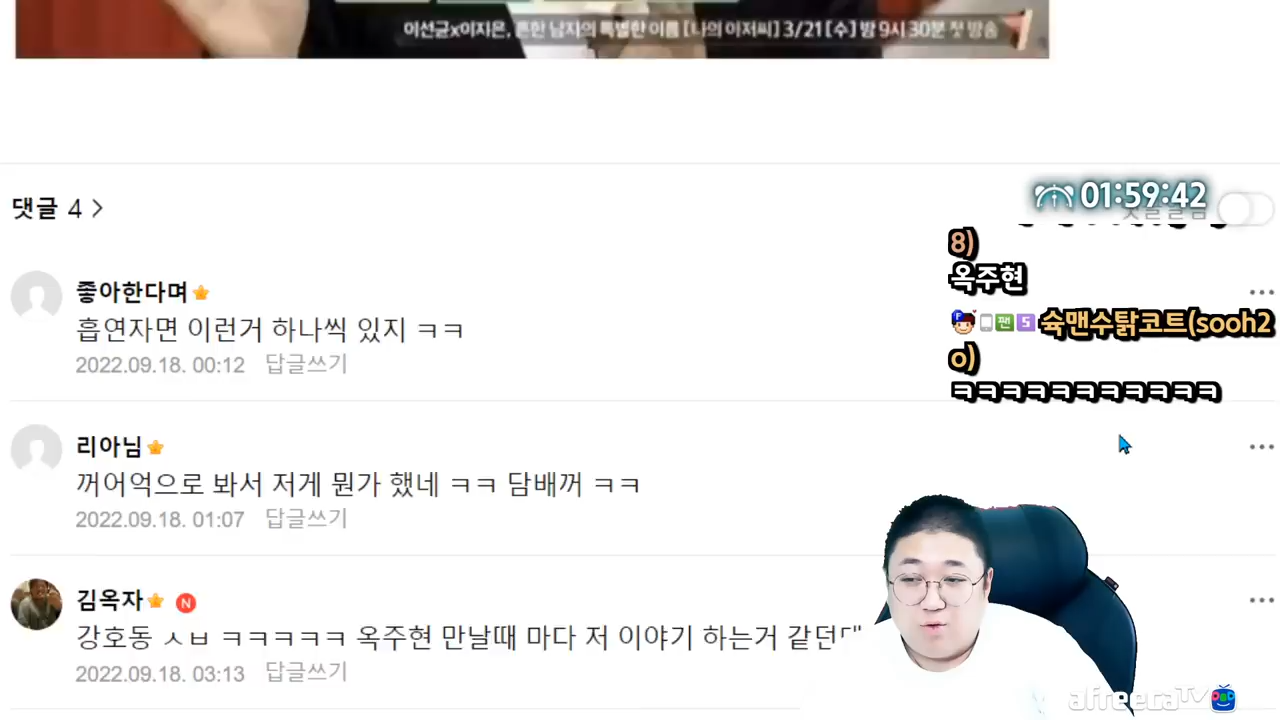 이선균x이지은, 흔한 남자의 특별한 이름 [나의 아저씨] 3/21[수] 밤 9시 30분 첫 방송
댓글 4
01:59:42
8)
옥주현
숙맨수탉코트(sooh2
o)
ㅋㅋㅋㅋㅋㅋㅋㅋㅋㅋㅋ
좋아한다며
흡연자면 이런거 하나씩 있지 ㅋㅋ
2022.09.18. 00:12 답글쓰기
리아님
꺼어억으로 봐서 저게 뭔가 했네 ㅋㅋ 담배꺼 ㅋㅋ
2022.09.18. 01:07 답글쓰기
김옥자 N
강호동 ㅅㅂ ㅋㅋㅋㅋㅋ 옥주현 만날때 마다 저 이야기 하는거 같던데
2022.09.18. 03:13 답글쓰기
afreecaTV